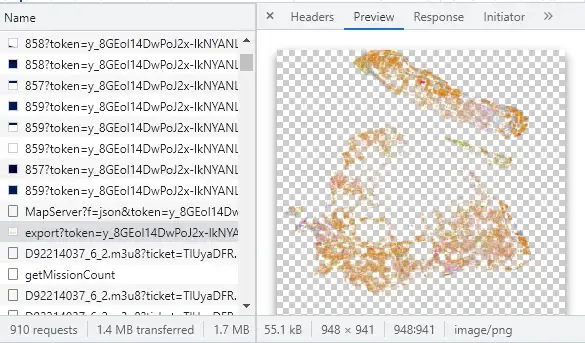 Name
858?token=y_8GEoI14DwPoJ2x-IkNYANL
858?token=y_8GEoI14DwPoJ2x-IkNYANL
857?token=y_8GEoI14DwPoJ2x-IkNYANL
859?token=y_8GEoI14DwPoJ2x-IkNYANL
859?token=y_8GEoI14DwPoJ2x-IkNYANL
859?token=y_8GEoI14DwPoJ2x-IkNYANL
857?token=y_8GEoI14DwPoJ2x-IkNYANL
859?token=y_8GEoI14DwPoJ2x-IkNYANL
MapServer?f=json&token=y_8GEoI14Dw
export?token=y_8GEoI14DwPoJ2x-IkNYA
D92214037_6_2.m3u8?ticket=TIUyaDFR.
getMissionCount
D92214037_6_2.m3u8?ticket=TIUyaDFR.
910 requests 1.4 MB transferred 1.7 MB
× Headers Preview Response Initiator »
55.1 kB 948 × 941 948:941 image/png